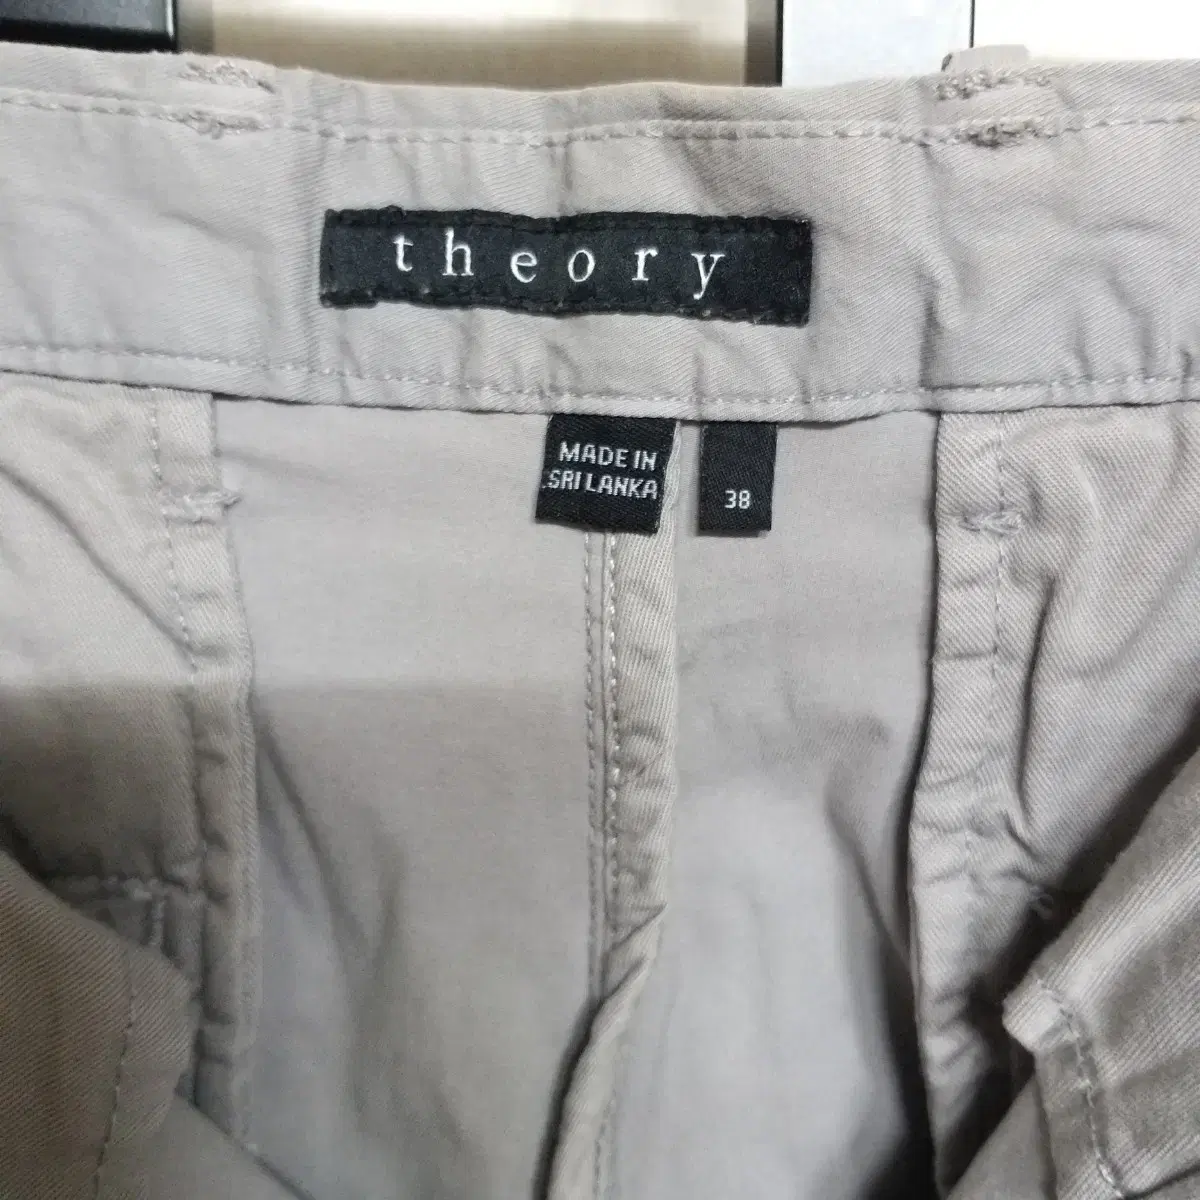 theory
MADE IN
SRI LANKA
38